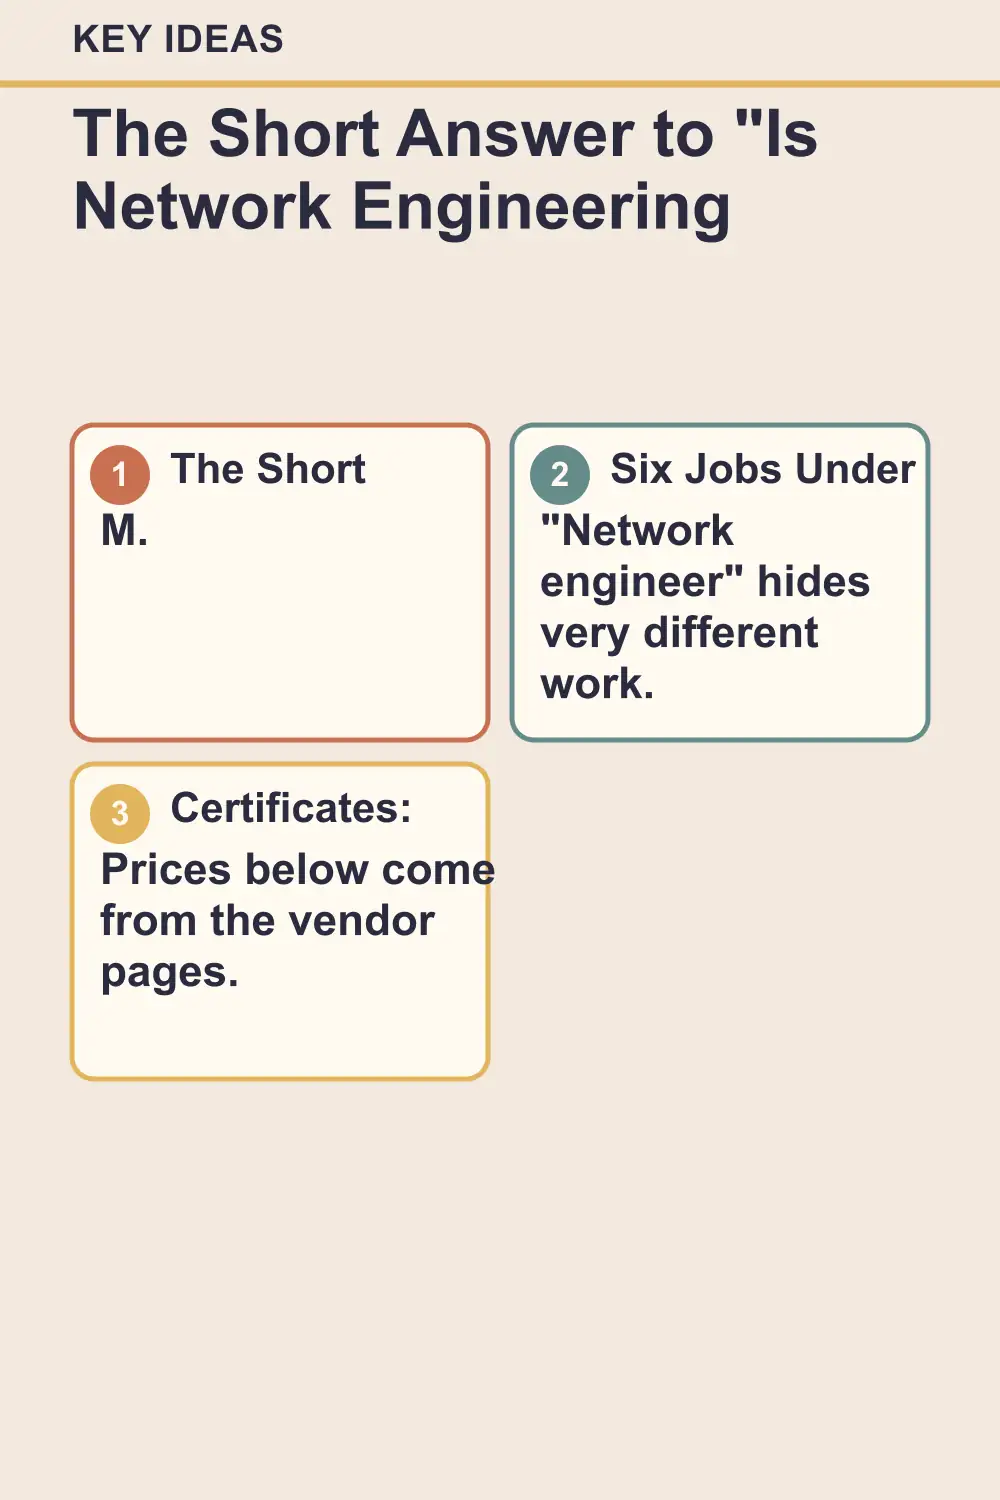 KEY IDEAS
The Short Answer to "Is
Network Engineering
1
The Short
M.
2
Six Jobs Under
"Network
engineer" hides
very different
work.
3
Certificates:
Prices below come
from the vendor
pages.